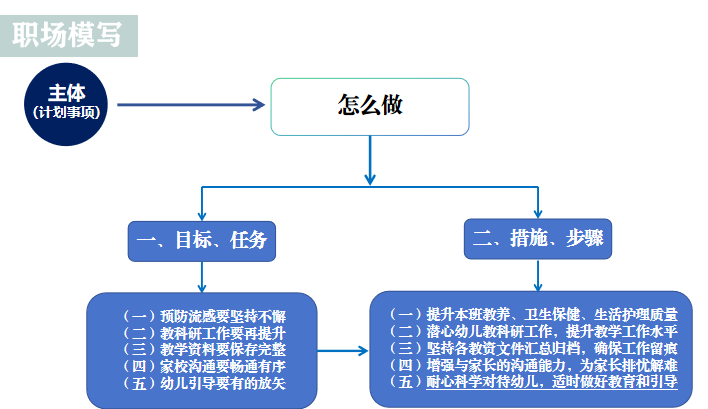 职场模写
主体
(计划事项)
怎么做
一、目标、任务
二、措施、步骤
（一）预防流感要坚持不懈
（二）教科研工作要再提升
（三）教学资料要保存完整
（四）家校沟通要畅通有序
（五）幼儿引导要有的放矢
（一）提升本班教养、卫生保健、生活护理质量
（二）潜心幼儿教科研工作，提升教学工作水平
（三）坚持各教资文件汇总归档，确保工作留痕
（四）增强与家长的沟通能力，为家长排忧解难
（五）耐心科学对待幼儿，适时做好教育和引导